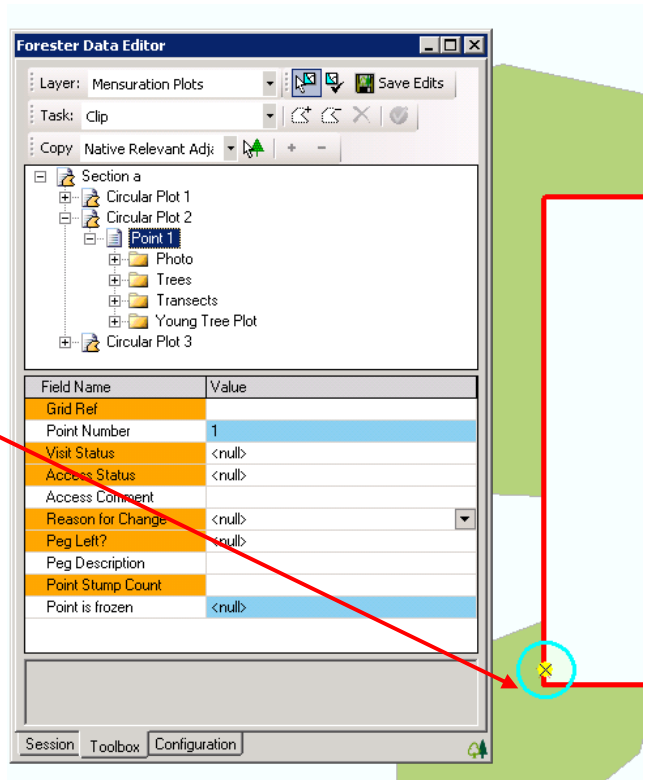 Forester Data Editor
Layer: Mensuration Plots Save Edits
Task: Clip
Copy Native Relevant Adja
Section a
Circular Plot 1
Circular Plot 2
Point 1
Photo
Trees
Transects
Young Tree Plot
Circular Plot 3
Field Name Value
Grid Ref
Point Number 1
Visit Status <null>
Access Status <null>
Access Comment
Reason for Change <null>
Peg Left? <null>
Peg Description
Point Stump Count
Point is frozen <null>
Session Toolbox Configuration